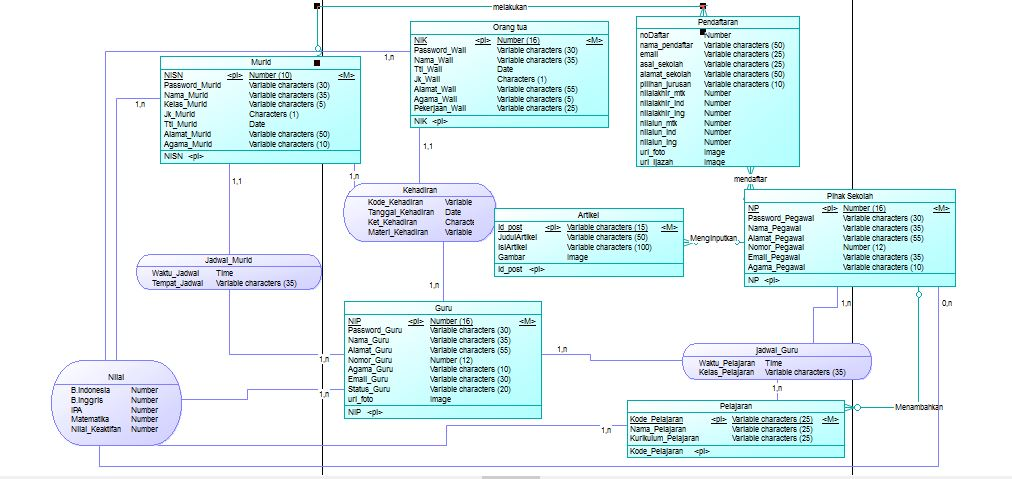 melakukan
Orang tua
NIK <pi> Number (16) <M>
Password_Wali Variable characters (30)
Nama_Wali Variable characters (35)
Ttl_Wali Date
Jk_Wali Characters (1)
Alamat_Wali Variable characters (55)
Agama_Wali Variable characters (5)
Pekerjaan_Wali Variable characters (25)
NIK <pi>
Pendaftaran
noDaftar Number
nama_pendaftar Variable characters (50)
email Variable characters (25)
asal_sekolah Variable characters (25)
alamat_sekolah Variable characters (50)
pilihan_jurusan Variable characters (10)
nilaiakhir_mtk Number
nilaiakhir_ind Number
nilaiakhir_ing Number
nilaiun_mtk Number
nilaiun_ind Number
nilaiun_ing Number
url_foto Image
url_ijazah Image
1,n
Murid
NISN <pi> Number (10) <M>
Password_Murid Variable characters (30)
Nama_Murid Variable characters (35)
Kelas_Murid Variable characters (5)
Jk_Murid Characters (1)
Ttl_Murid Date
Alamat_Murid Variable characters (50)
Agama_Murid Variable characters (10)
NISN <pi>
1,n
1,1
1,n
1,1
mendaftar
Kehadiran
Kode_Kehadiran Variable
Tanggal_Kehadiran Date
Ket_Kehadiran Characte
Materi_Kehadiran Variable
Pihak Sekolah
NP <pi> Number (16) <M>
Password_Pegawai Variable characters (30)
Nama_Pegawai Variable characters (35)
Alamat_Pegawai Variable characters (55)
Nomor_Pegawai Number (12)
Email_Pegawai Variable characters (35)
Agama_Pegawai Variable characters (10)
NP <pi>
Artikel
id_post <pi> Variable characters (15) <M>
JudulArtikel Variable characters (50)
IsiArtikel Variable characters (100)
Gambar Image
id_post <pi>
Menginputkan
Jadwal_Murid
Waktu_Jadwal Time
Tempat_Jadwal Variable characters (35)
1,n
Guru
NIP <pi> Number (16) <M>
Password_Guru Variable characters (30)
Nama_Guru Variable characters (35)
Alamat_Guru Variable characters (55)
Nomor_Guru Number (12)
Agama_Guru Variable characters (10)
Email_Guru Variable characters (30)
Status_Guru Variable characters (20)
url_foto Image
NIP <pi>
1,n
0,n
1,n
1,n
Jadwal_Guru
Waktu_Pelajaran Time
Kelas_Pelajaran Variable characters (35)
1,n
Nilai
B.Indonesia Number
B.Inggris Number
IPA Number
Matematika Number
Nilai_Keaktifan Number
1,n
Pelajaran
Kode_Pelajaran <pi> Variable characters (25) <M>
Nama_Pelajaran Variable characters (25)
Kurikulum_Pelajaran Variable characters (25)
Kode_Pelajaran <pi>
Menambahkan
1,n